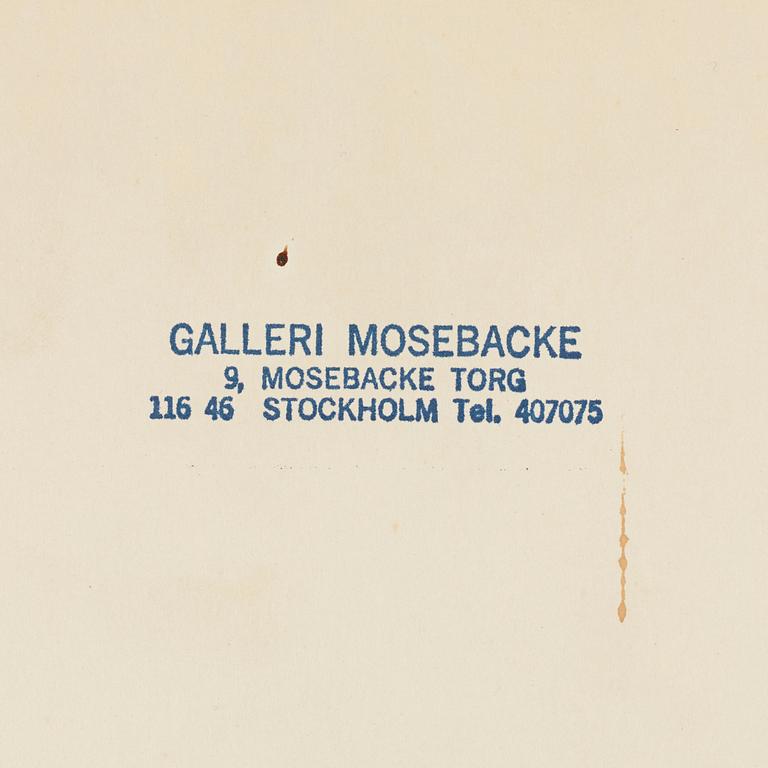 GALLERI MOSEBACKE
9, MOSEBACKE TORG
116 46 STOCKHOLM Tel. 407075